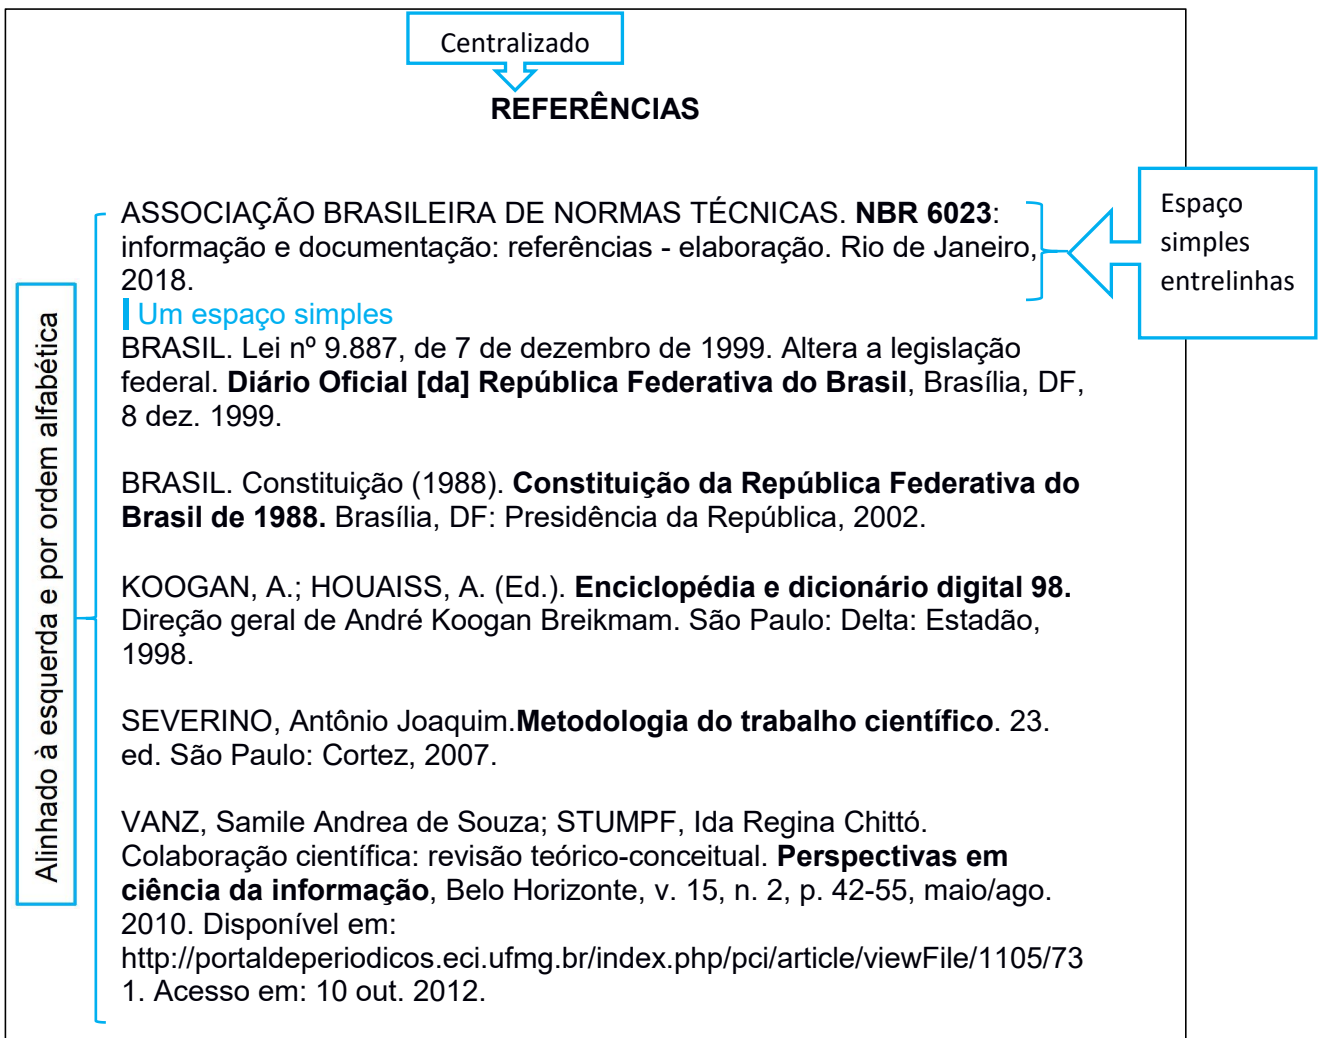 Centralizado
REFERÊNCIAS
ASSOCIAÇÃO BRASILEIRA DE NORMAS TÉCNICAS. NBR 6023:
informação e documentação: referências - elaboração. Rio de Janeiro,
2018.
Espaço
simples
entrelinhas
Um espaço simples
BRASIL. Lei nº 9.887, de 7 de dezembro de 1999. Altera a legislação
federal. Diário Oficial [da] República Federativa do Brasil, Brasília, DF,
8 dez. 1999.
BRASIL. Constituição (1988). Constituição da República Federativa do
Brasil de 1988. Brasília, DF: Presidência da República, 2002.
KOOGAN, A.; HOUAISS, A. (Ed.). Enciclopédia e dicionário digital 98.
Direção geral de André Koogan Breikmam. São Paulo: Delta: Estadão,
1998.
SEVERINO, Antônio Joaquim.Metodologia do trabalho científico. 23.
ed. São Paulo: Cortez, 2007.
VANZ, Samile Andrea de Souza; STUMPF, Ida Regina Chittó.
Colaboração científica: revisão teórico-conceitual. Perspectivas em
ciência da informação, Belo Horizonte, v. 15, n. 2, p. 42-55, maio/ago.
2010. Disponível em:
http://portaldeperiodicos.eci.ufmg.br/index.php/pci/article/viewFile/1105/73
1. Acesso em: 10 out. 2012.
Alinhado à esquerda e por ordem alfabética